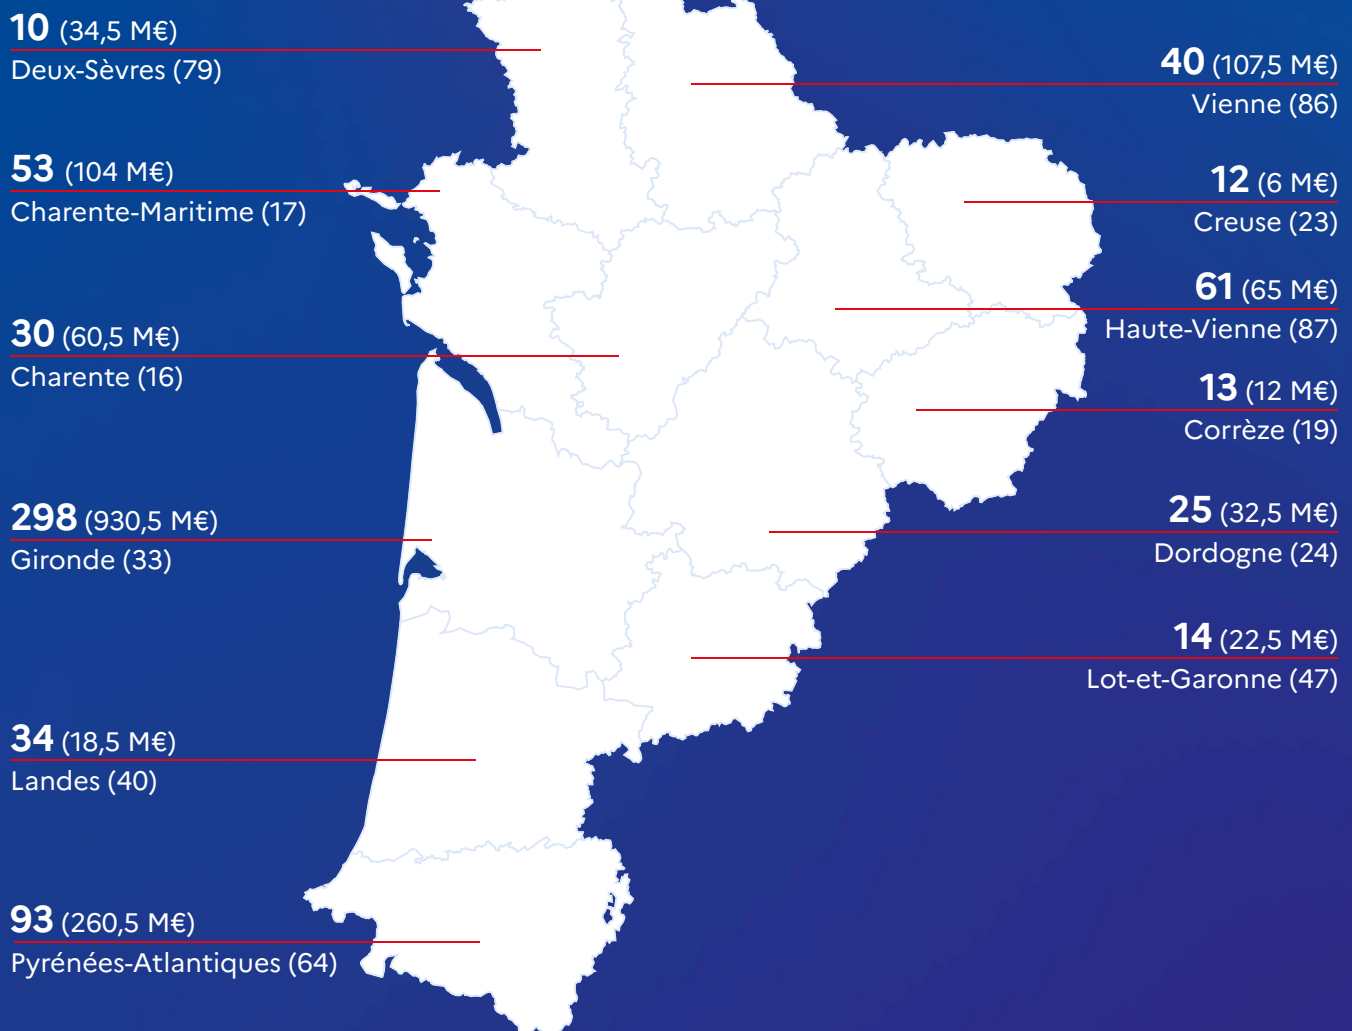 10 (34,5 M€)
Deux-Sèvres (79)
53 (104 M€)
Charente-Maritime (17)
30 (60,5 M€)
Charente (16)
298 (930,5 M€)
Gironde (33)
34 (18,5 M€)
Landes (40)
93 (260,5 M€)
Pyrénées-Atlantiques (64)
40 (107,5 M€)
Vienne (86)
12 (6 M€)
Creuse (23)
61 (65 M€)
Haute-Vienne (87)
13 (12 M€)
Corrèze (19)
25 (32,5 M€)
Dordogne (24)
14 (22,5 M€)
Lot-et-Garonne (47)